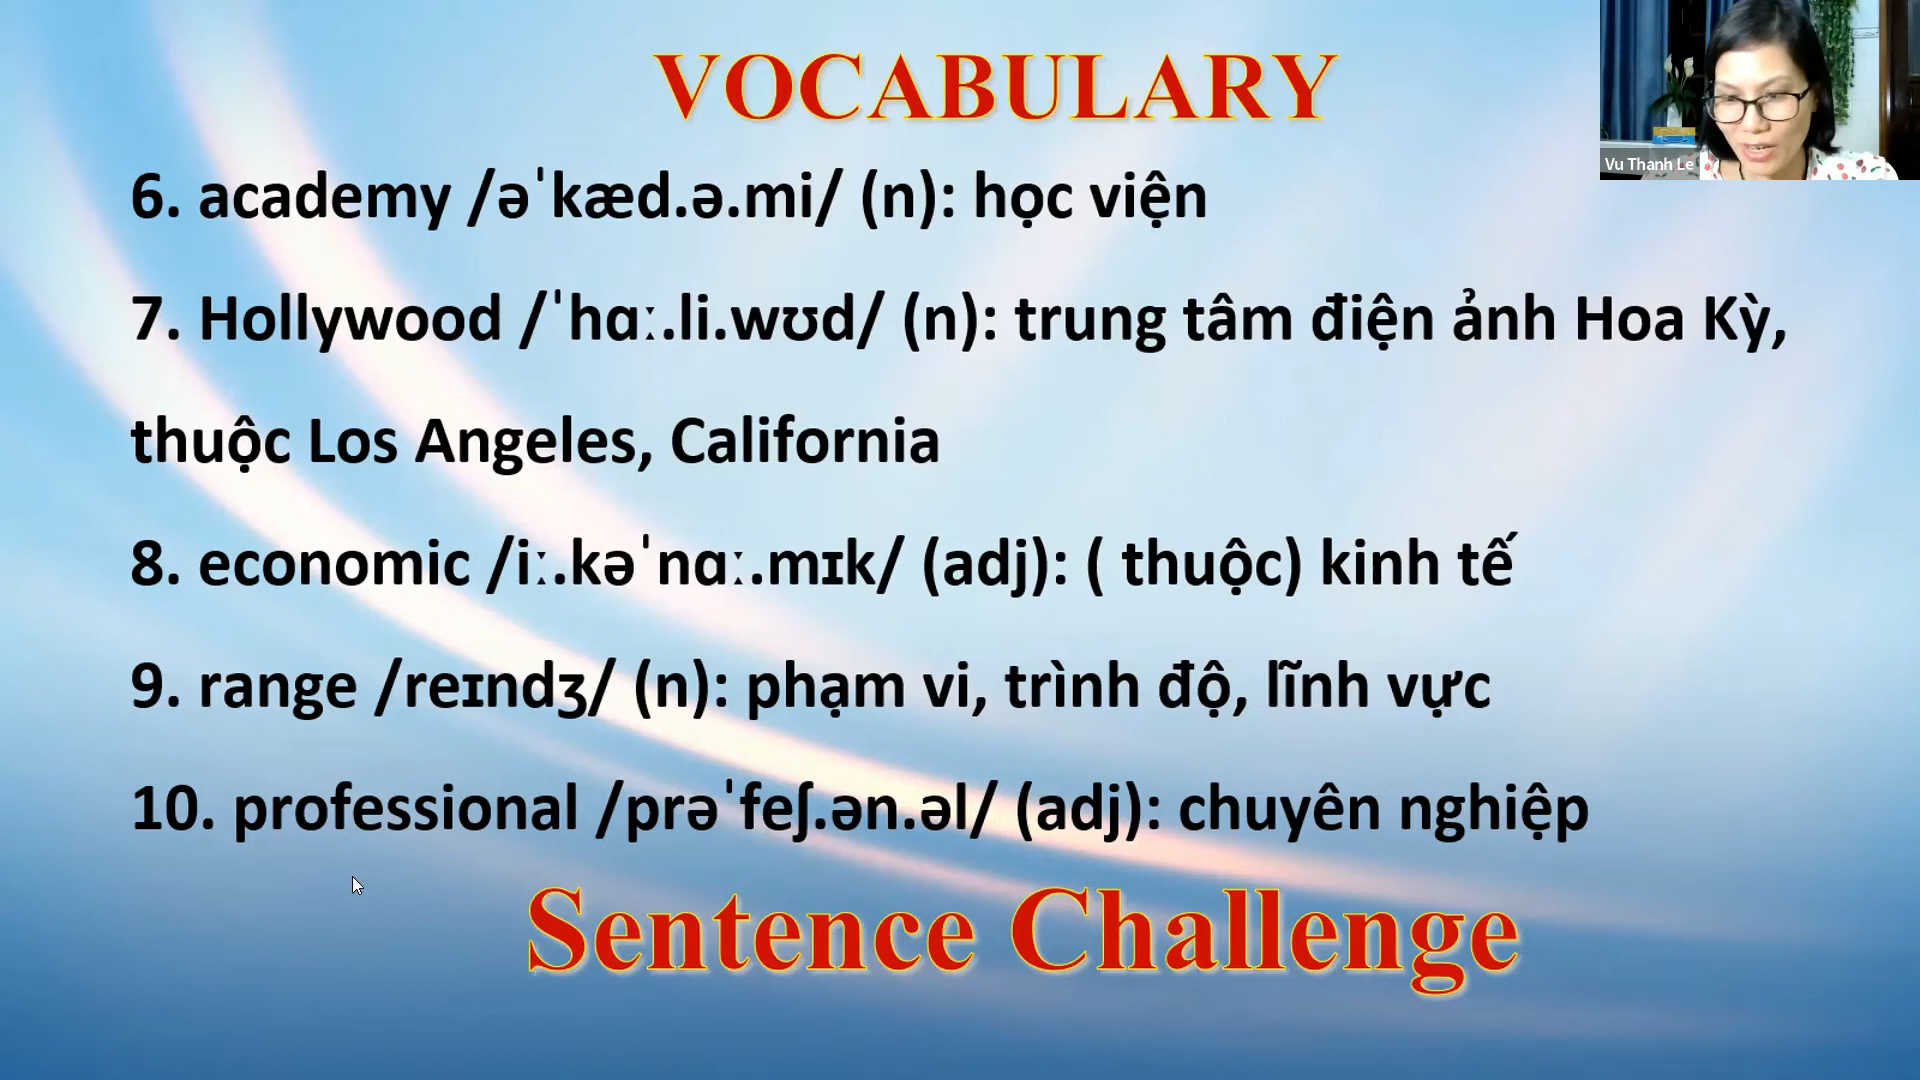 VOCABULARY
Vu Thanh Le
6. academy /əˈkæd.ə.mi/ (n): học viện
7. Hollywood /ˈhɑː.li.wʊd/ (n): trung tâm điện ảnh Hoa Kỳ,
thuộc Los Angeles, California
8. economic /iː.kəˈnɑː.mɪk/ (adj): ( thuộc) kinh tế
9. range /reɪndʒ/ (n): phạm vi, trình độ, lĩnh vực
10. professional /prəˈfeʃ.ən.əl/ (adj): chuyên nghiệp
Sentence Challenge